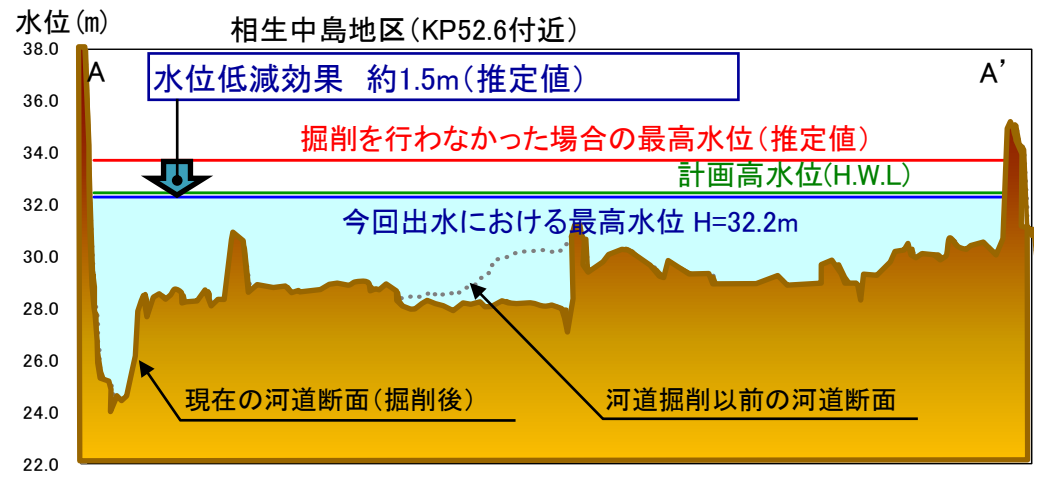 水位(m)
相生中島地区(KP52.6付近)
38.0
A
A’
水位低減効果 約1.5m(推定値)
36.0
掘削を行わなかった場合の最高水位(推定値)
34.0
計画高水位(H.W.L)
32.0
今回出水における最高水位 H=32.2m
30.0
28.0
26.0
現在の河道断面(掘削後)
河道掘削以前の河道断面
24.0
22.0